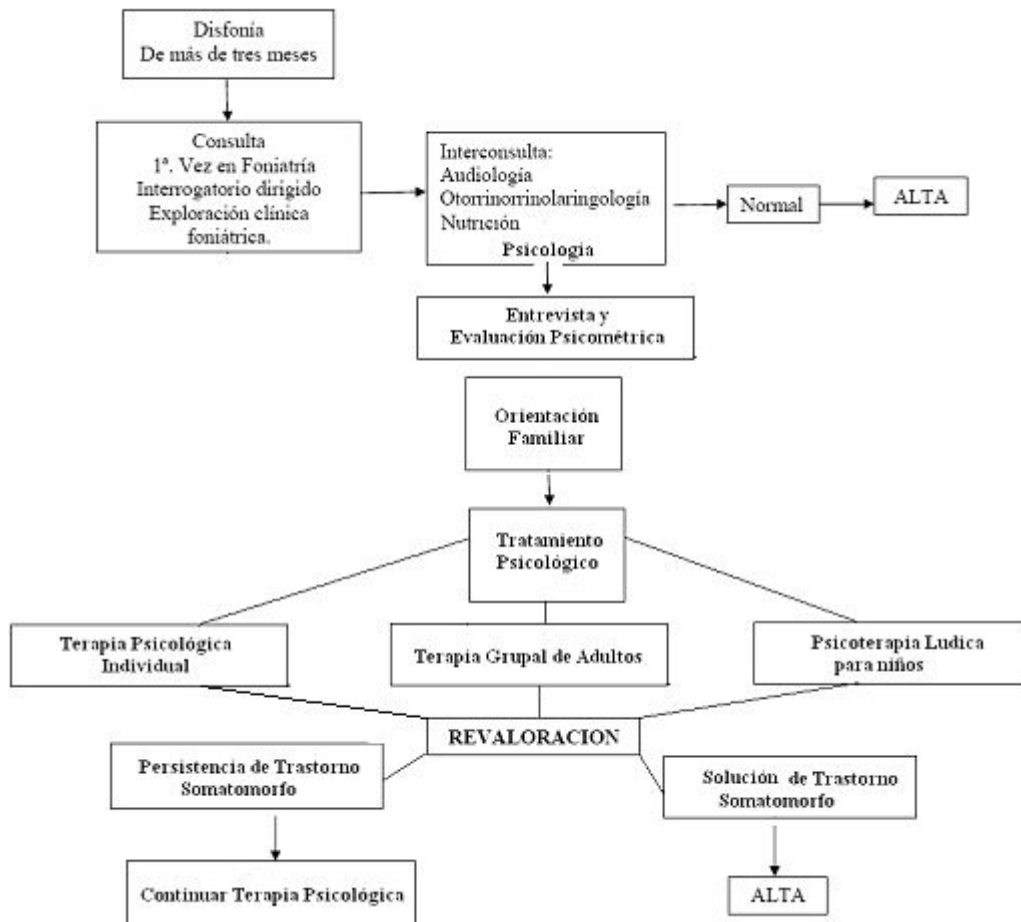 Disfonía
De más de tres meses
Consulta
1ª. Vez en Foniatría
Interrogatorio dirigido
Exploración clínica
foniátrica.
Interconsulta:
Audiología
Otorrinorrinolaringología
Nutrición
Psicología
Normal
ALTA
Entrevista y
Evaluación Psicométrica
Orientación
Familiar
Tratamiento
Psicológico
Terapia Psicológica
Individual
Terapia Grupal de Adultos
Psicoterapia Ludica
para niños
REVALORACION
Persistencia de Trastorno
Somatomorfo
Solución de Trastorno
Somatomorfo
Continuar Terapia Psicológica
ALTA